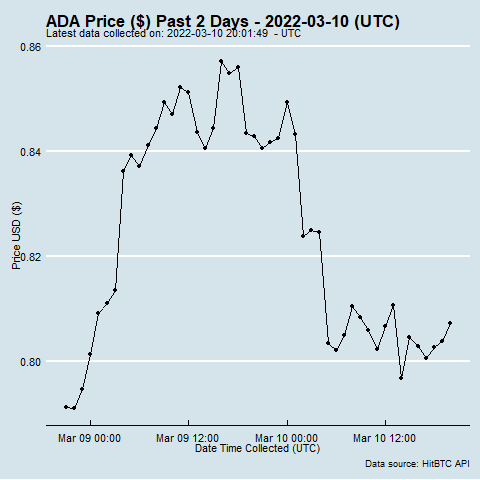 ADA Price ($) Past 2 Days - 2022-03-10 (UTC)
Latest data collected on: 2022-03-10 20:01:49 - UTC
0.86
0.84
0.82
0.80
Price USD ($)
Mar 09 00:00 Mar 09 12:00 Mar 10 00:00 Mar 10 12:00
Date Time Collected (UTC)
Data source: HitBTC API